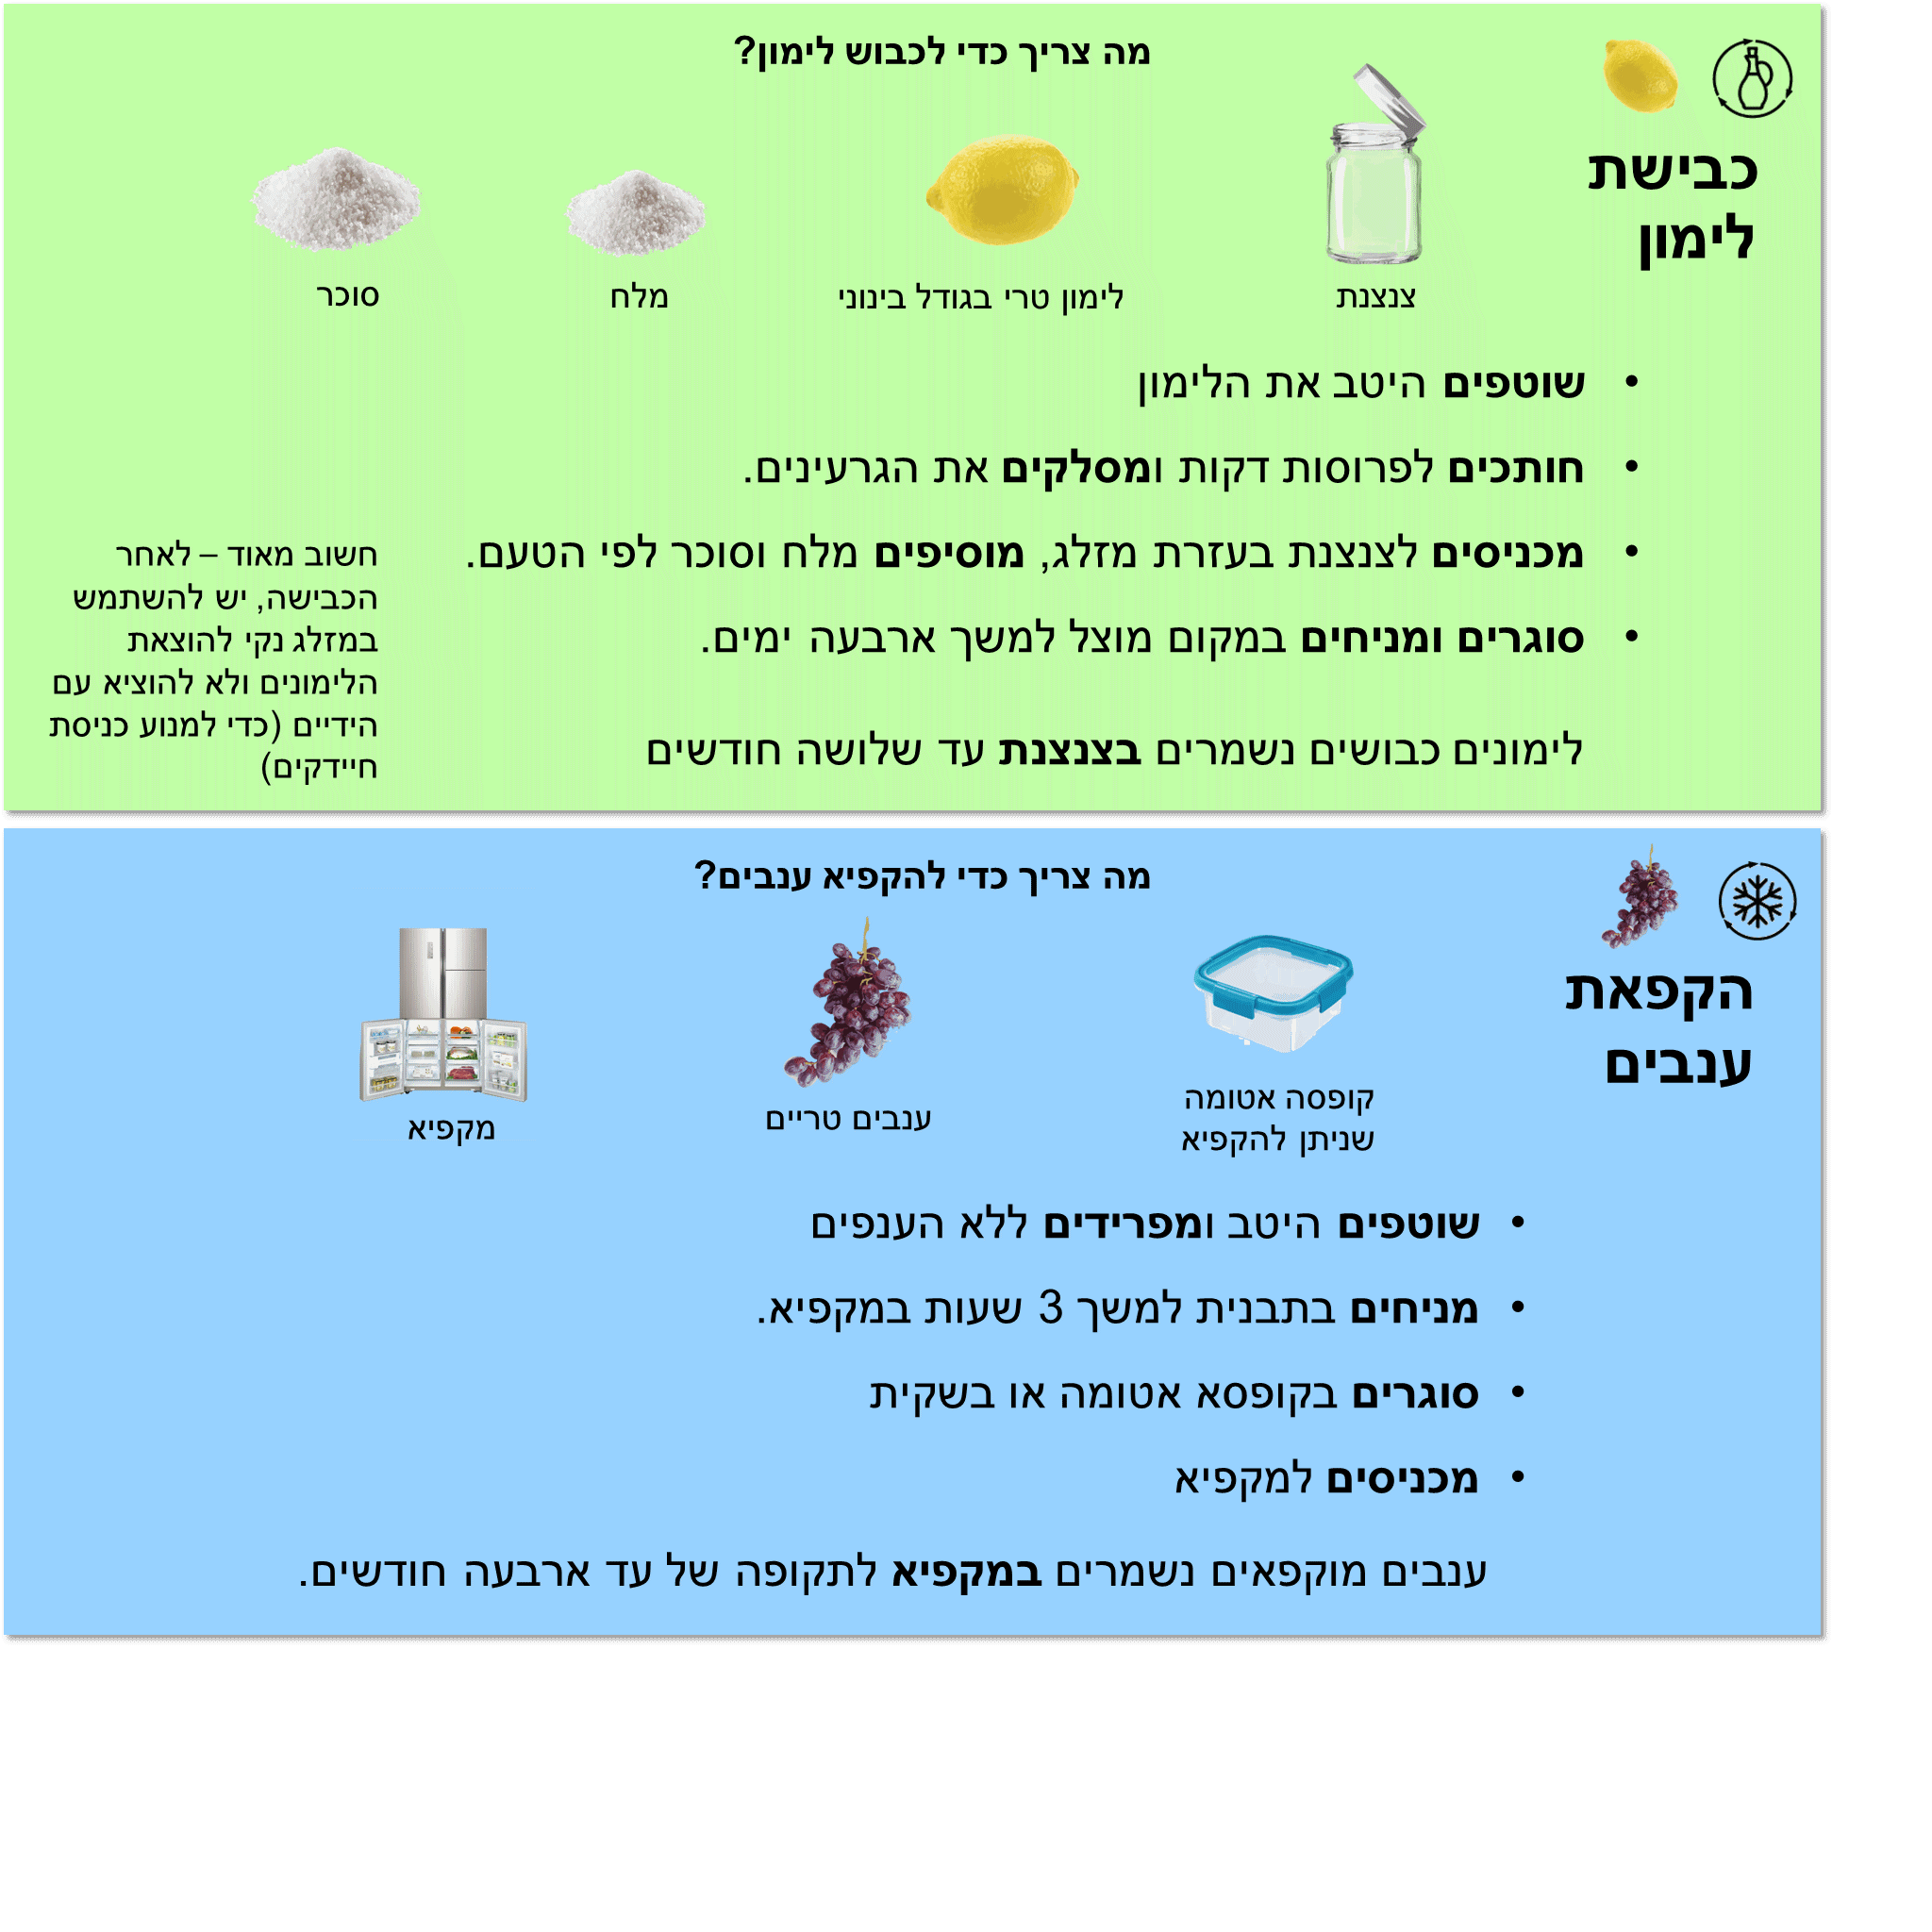 מה צריך כדי לכבוש לימון?
כבישת
לימון
צנצנת
לימון טרי בגודל בינוני
מלח
סוכר
• שוטפים היטב את הלימון
• חותכים לפרוסות דקות ומסלקים את הגרעינים.
• מכניסים לצנצנת בעזרת מזלג, מוסיפים מלח וסוכר לפי הטעם.
• סוגרים ומניחים במקום מוצל למשך ארבעה ימים.
לימונים כבושים נשמרים בצנצנת עד שלושה חודשים
חשוב מאוד – לאחר
הכבישה, יש להשתמש
במזלג נקי להוצאת
הלימונים ולא להוציא עם
הידיים (כדי למנוע כניסת
חיידקים)
מה צריך כדי להקפיא ענבים?
הקפאת
ענבים
קופסה אטומה
שניתן להקפיא
ענבים טריים
מקפיא
• שוטפים היטב ומפרידים ללא הענפים
• מניחים בתבנית למשך 3 שעות במקפיא.
• סוגרים בקופסא אטומה או בשקית
• מכניסים למקפיא
ענבים מוקפאים נשמרים במקפיא לתקופה של עד ארבעה חודשים.